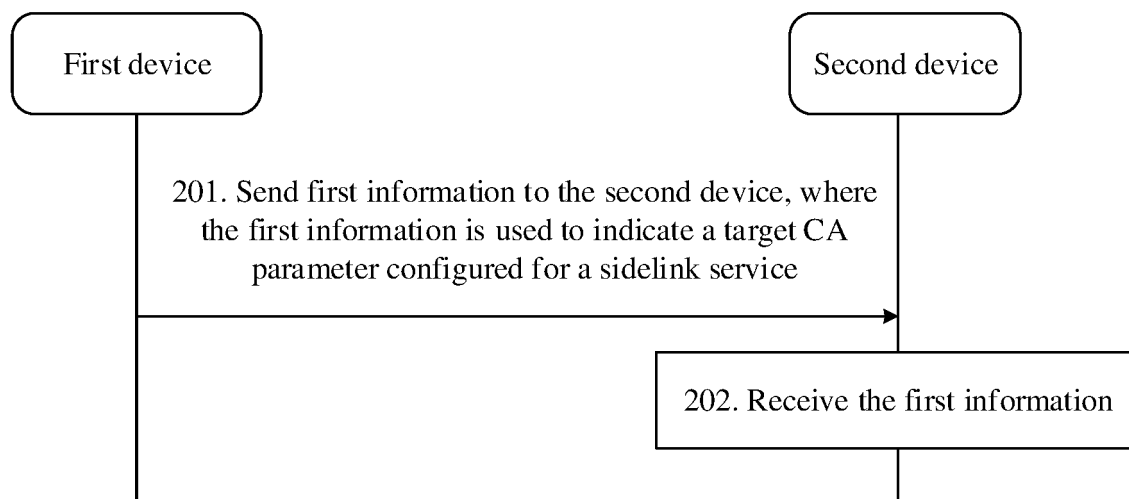 First device
Second device
201. Send first information to the second device, where
the first information is used to indicate a target CA
parameter configured for a sidelink service
202. Receive the first information